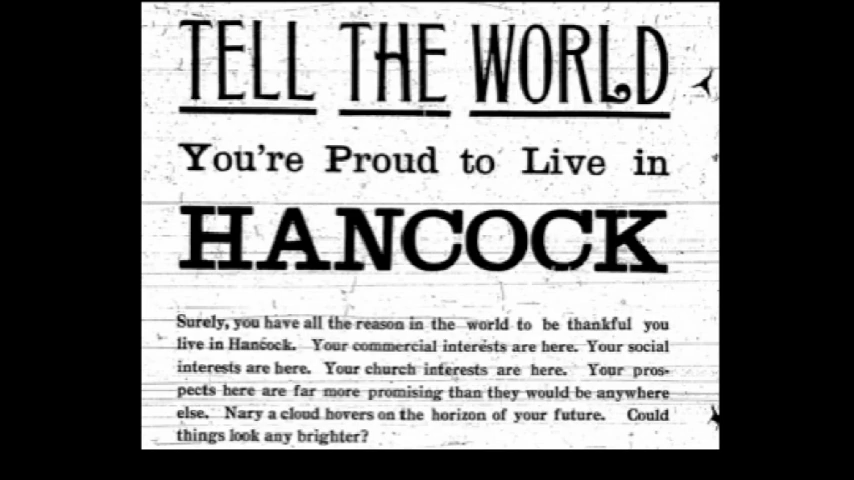 TELL THE WORLD
You're Proud to Live in
HANCOCK
Surely, you have all the reason in the world to be thankful you
live in Hancock. Your commercial interests are here. Your social
interests are here. Your church interests are here. Your pros-
pects here are far more promising than they would be anywhere
else. Nary a cloud hovers on the horizon of your future. Could
things look any brighter?